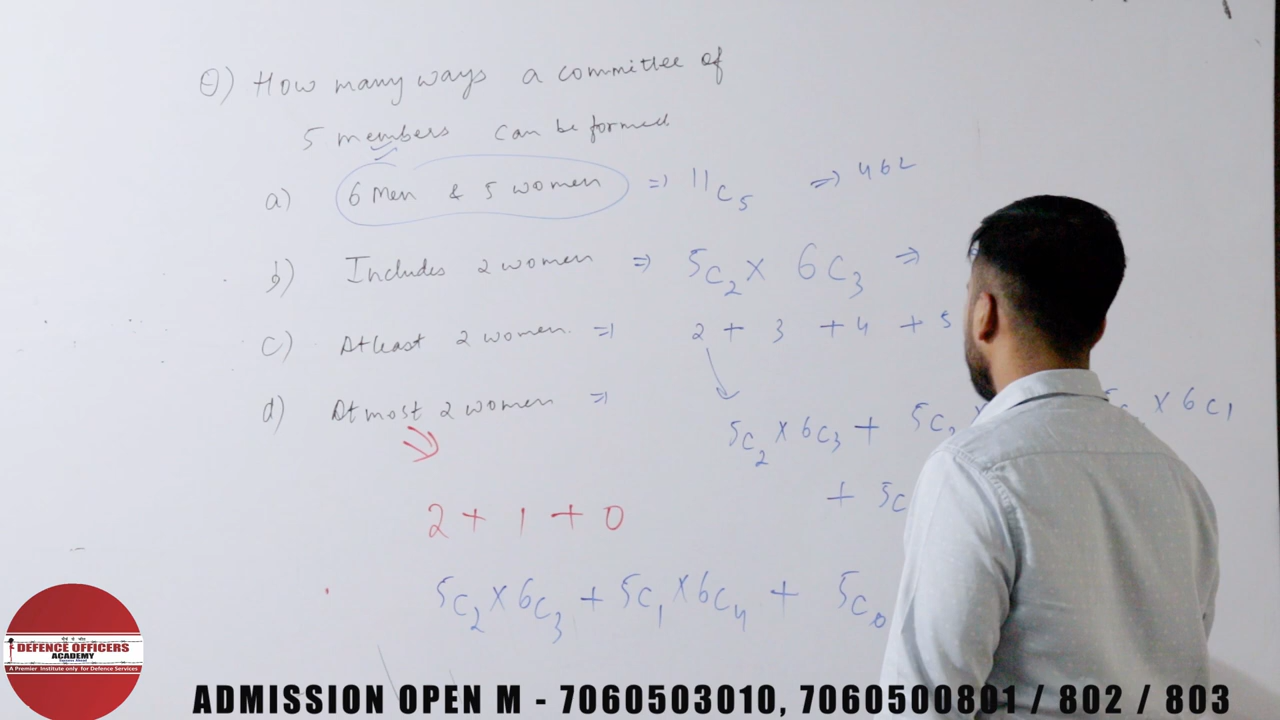 Q) How many ways a committee of
5 members can be formed
a) 6 Men & 5 women => 11C5 => 462
b) Includes 2 women => 5C2 X 6C3 =>
c) Atleast 2 women. => 2 + 3 + 4 + 5
d) Atmost 2 women =>
5C2 X 6C3 + 5C X 6C1
+ 5C
2 + 1 + 0
5C2 X 6C3 + 5C1 X 6C4 + 5C0
DEFENCE OFFICERS
ACADEMY
A Premier Institute only for Defence Services
ADMISSION OPEN M - 7060503010, 7060500801 / 802 / 803